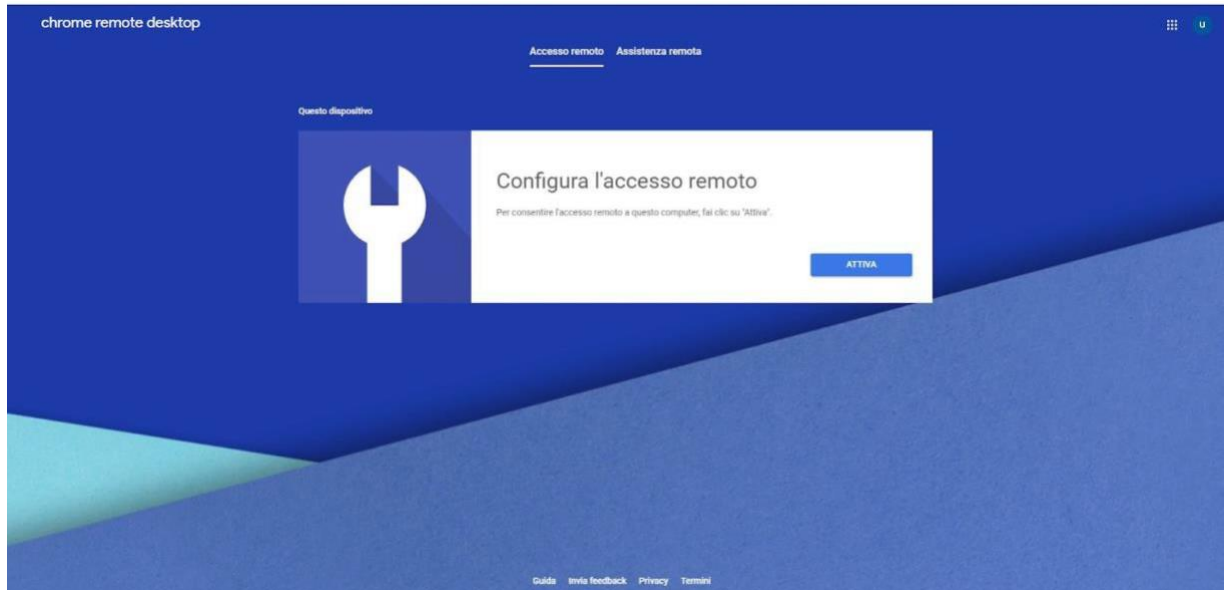 chrome remote desktop
U
Accesso remoto Assistenza remota
Questo dispositivo
Configura l'accesso remoto
Per consentire l'accesso remoto a questo computer, fai clic su "Attiva".
ATTIVA
Guida Invia feedback Privacy Termini